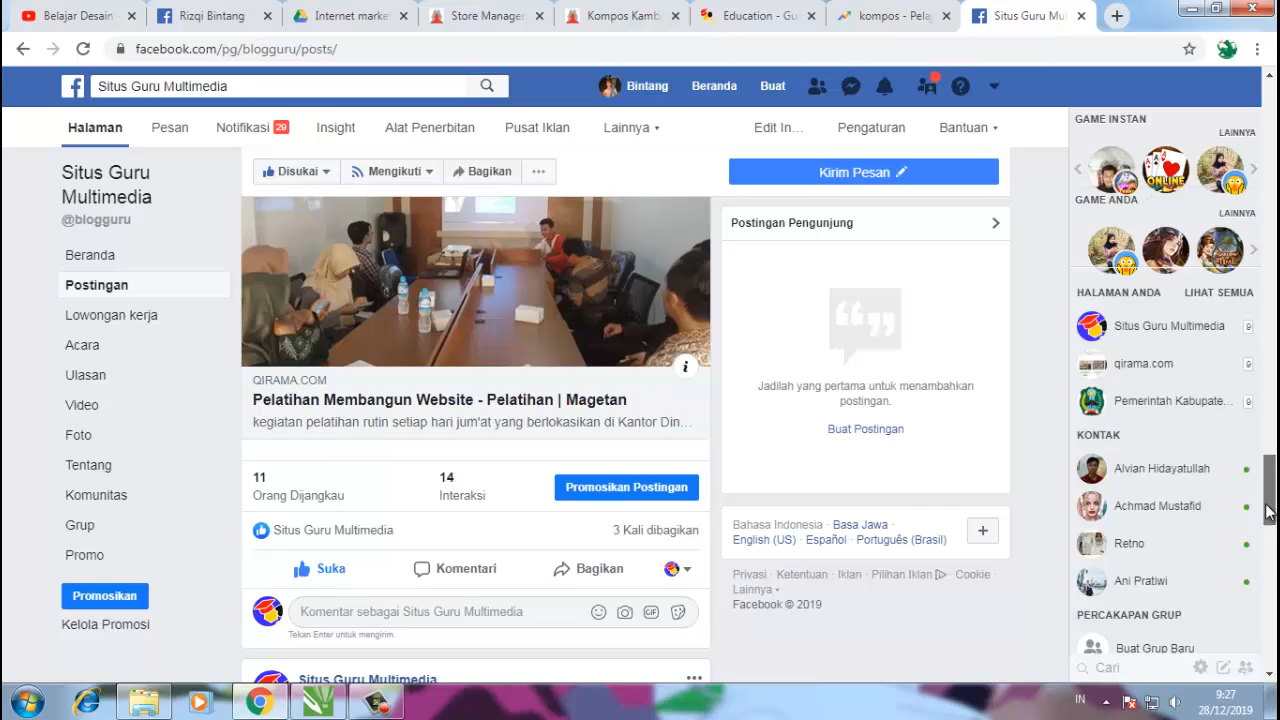 Belajar Desain
Rizqi Bintang
Internet marke
Store Manager
Kompos Kamb
Education - Gu
kompos - Pela
Situs Guru Mul
facebook.com/pg/blogguru/posts/
Situs Guru Multimedia
Bintang
Beranda
Buat
Halaman
Pesan
Notifikasi 29
Insight
Alat Penerbitan
Pusat Iklan
Lainnya
Edit In...
Pengaturan
Bantuan
Situs Guru
Multimedia
@blogguru
Beranda
Postingan
Lowongan kerja
Acara
Ulasan
Video
Foto
Tentang
Komunitas
Grup
Promo
Promosikan
Kelola Promosi
Disukai
Mengikuti
Bagikan
Kirim Pesan
QIRAMA.COM
Pelatihan Membangun Website - Pelatihan | Magetan
kegiatan pelatihan rutin setiap hari jum'at yang berlokasikan di Kantor Din...
11
Orang Dijangkau
14
Interaksi
Promosikan Postingan
Situs Guru Multimedia
3 Kali dibagikan
Suka
Komentari
Bagikan
Komentar sebagai Situs Guru Multimedia
GIF
Tekan Enter untuk mengirim.
Situs Guru Multimedia
Postingan Pengunjung
Jadilah yang pertama untuk menambahkan
postingan.
Buat Postingan
Bahasa Indonesia · Basa Jawa ·
English (US) · Español · Português (Brasil)
Privasi · Ketentuan · Iklan · Pilihan Iklan · Cookie ·
Lainnya
Facebook © 2019
GAME INSTAN
LAINNYA
ONLINE
GAME ANDA
LAINNYA
HALAMAN ANDA
LIHAT SEMUA
Situs Guru Multimedia 9
qirama.com 9
Pemerintah Kabupate... 9
KONTAK
Alvian Hidayatullah
Achmad Mustafid
Retno
Ani Pratiwi
PERCAKAPAN GRUP
Buat Grup Baru
Cari
IN
9:27
28/12/2019